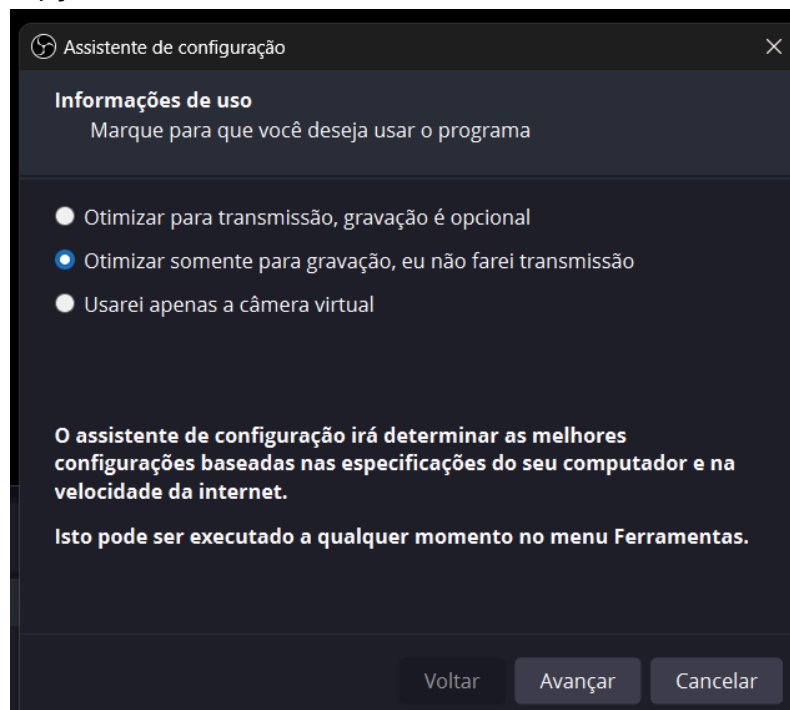 Assistente de configuração
Informações de uso
Marque para que você deseja usar o programa
Otimizar para transmissão, gravação é opcional
Otimizar somente para gravação, eu não farei transmissão
Usarei apenas a câmera virtual
O assistente de configuração irá determinar as melhores
configurações baseadas nas especificações do seu computador e na
velocidade da internet.
Isto pode ser executado a qualquer momento no menu Ferramentas.
Voltar Avançar Cancelar